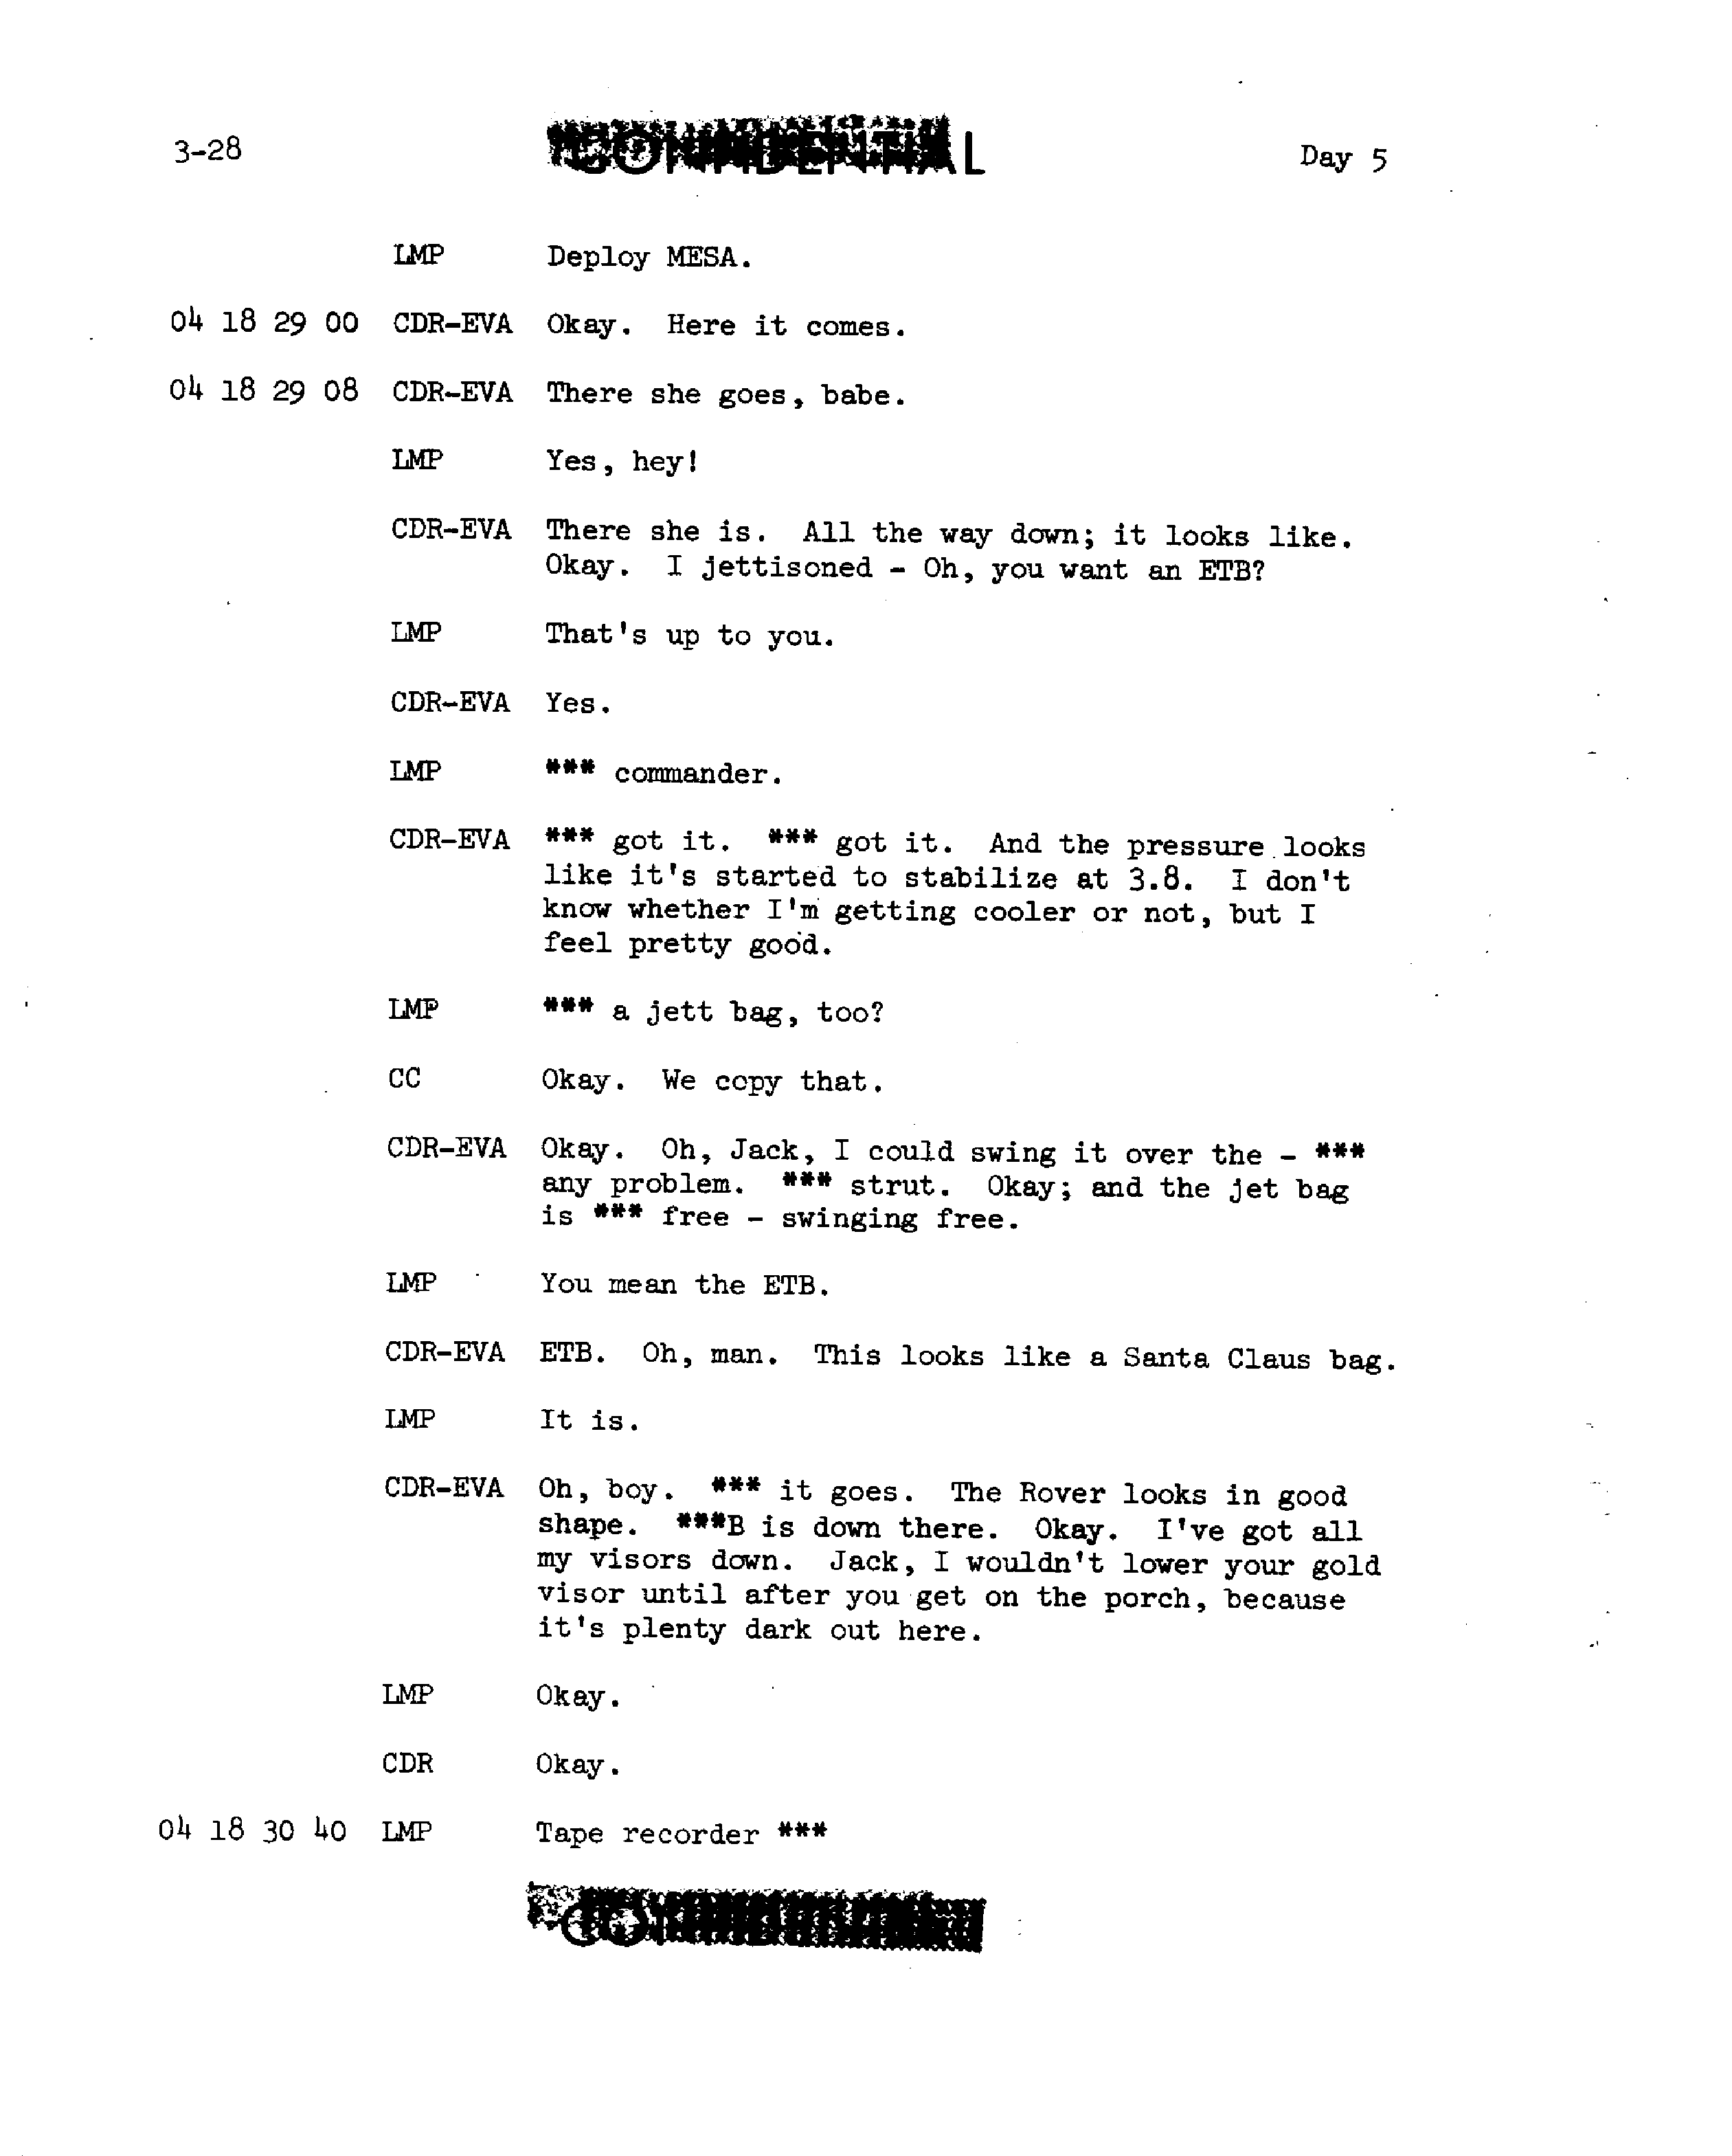 3-28 CONFIDENTIAL Day 5
LMP Deploy MESA.
04 18 29 00 CDR-EVA Okay. Here it comes.
04 18 29 08 CDR-EVA There she goes, babe.
LMP Yes, hey!
CDR-EVA There she is. All the way down; it looks like.
Okay. I jettisoned - Oh, you want an ETB?
LMP That's up to you.
CDR-EVA Yes.
LMP *** commander.
CDR-EVA *** got it. *** got it. And the pressure looks
like it's started to stabilize at 3.8. I don't
know whether I'm getting cooler or not, but I
feel pretty good.
LMP *** a jett bag, too?
CC Okay. We copy that.
CDR-EVA Okay. Oh, Jack, I could swing it over the - ***
any problem. *** strut. Okay; and the jet bag
is *** free - swinging free.
LMP You mean the ETB.
CDR-EVA ETB. Oh, man. This looks like a Santa Claus bag.
LMP It is.
CDR-EVA Oh, boy. *** it goes. The Rover looks in good
shape. ***B is down there. Okay. I've got all
my visors down. Jack, I wouldn't lower your gold
visor until after you get on the porch, because
it's plenty dark out here.
LMP Okay.
CDR Okay.
04 18 30 40 LMP Tape recorder ***